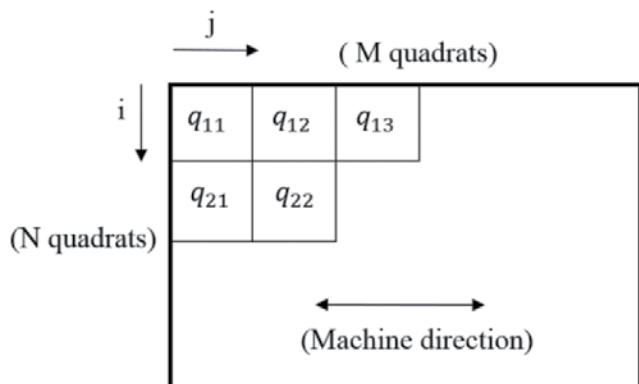 j
( M quadrats)
i
q₁₁ q₁₂ q₁₃
q₂₁ q₂₂
(N quadrats)
(Machine direction)